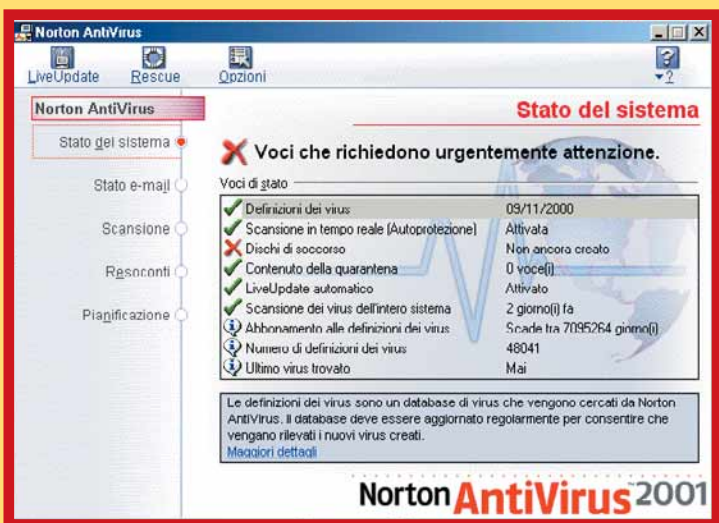 Norton AntiVirus
LiveUpdate Rescue Opzioni ?
Norton AntiVirus
Stato del sistema
Stato e-mail
Scansione
Resoconti
Pianificazione
Stato del sistema
Voci che richiedono urgentemente attenzione.
Voci di stato
Definizioni dei virus 09/11/2000
Scansione in tempo reale (Autoprotezione) Attivata
Dischi di soccorso Non ancora creato
Contenuto della quarantena 0 voce(i)
LiveUpdate automatico Attivato
Scansione dei virus dell'intero sistema 2 giorno(i) fa
Abbonamento alle definizioni dei virus Scade tra 7095264 giorno(i)
Numero di definizioni dei virus 48041
Ultimo virus trovato Mai
Le definizioni dei virus sono un database di virus che vengono cercati da Norton
AntiVirus. Il database deve essere aggiornato regolarmente per consentire che
vengano rilevati i nuovi virus creati.
Maggiori dettagli
Norton AntiVirus 2001